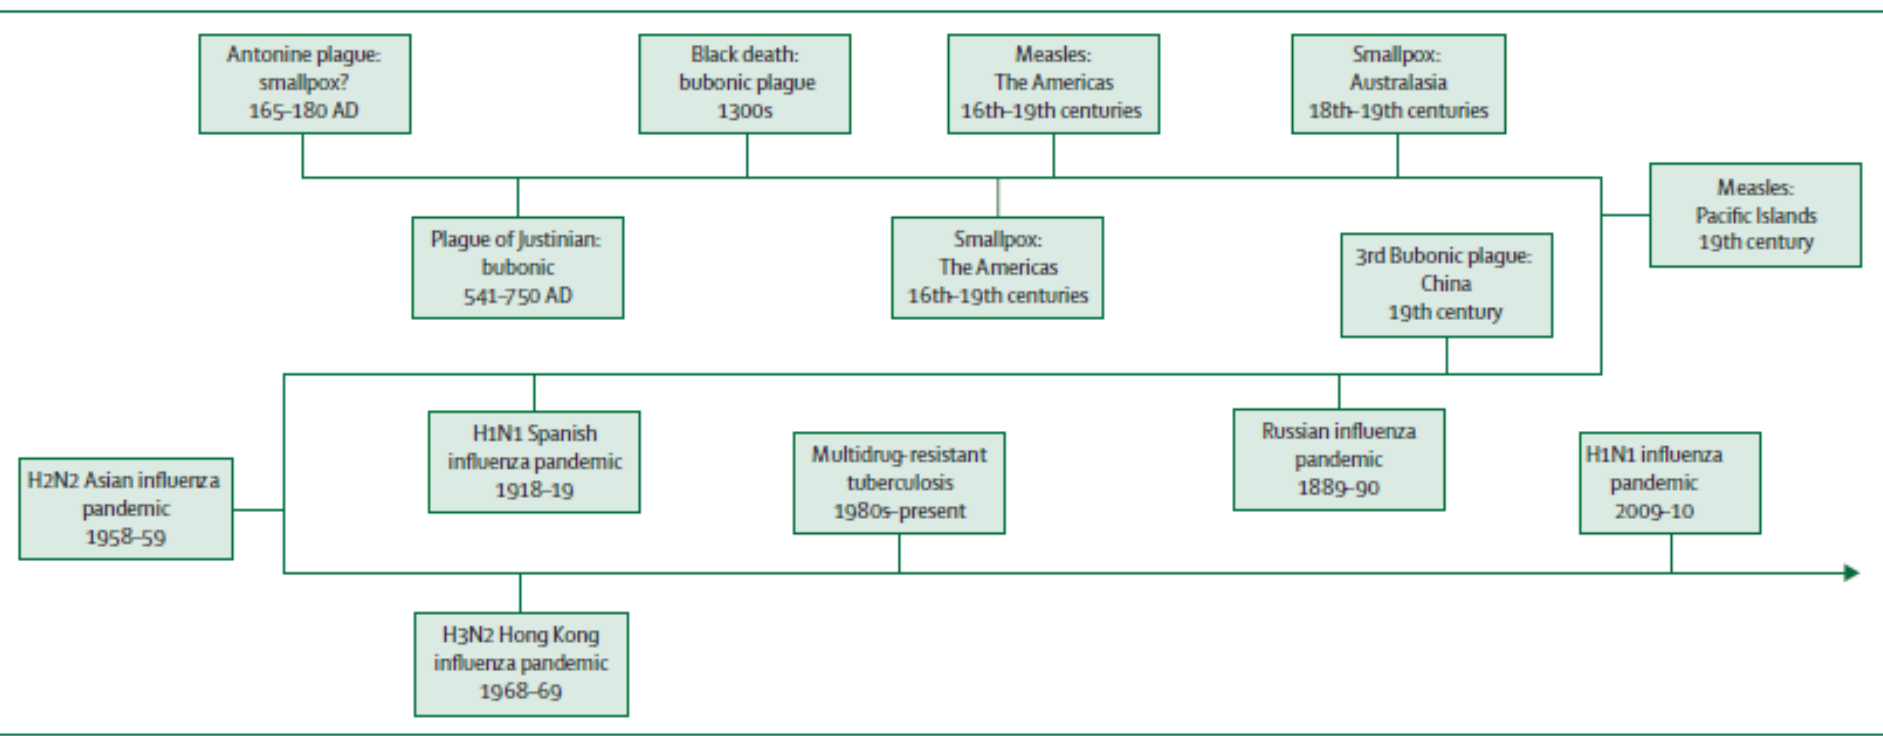 Antonine plague:
smallpox?
165–180 AD
Black death:
bubonic plague
1300s
Measles:
The Americas
16th–19th centuries
Smallpox:
Australasia
18th–19th centuries
Measles:
Pacific Islands
19th century
Plague of Justinian:
bubonic
541–750 AD
Smallpox:
The Americas
16th–19th centuries
3rd Bubonic plague:
China
19th century
H1N1 Spanish
influenza pandemic
1918–19
Multidrug-resistant
tuberculosis
1980s–present
Russian influenza
pandemic
1889–90
H1N1 influenza
pandemic
2009–10
H2N2 Asian influenza
pandemic
1958–59
H3N2 Hong Kong
influenza pandemic
1968–69